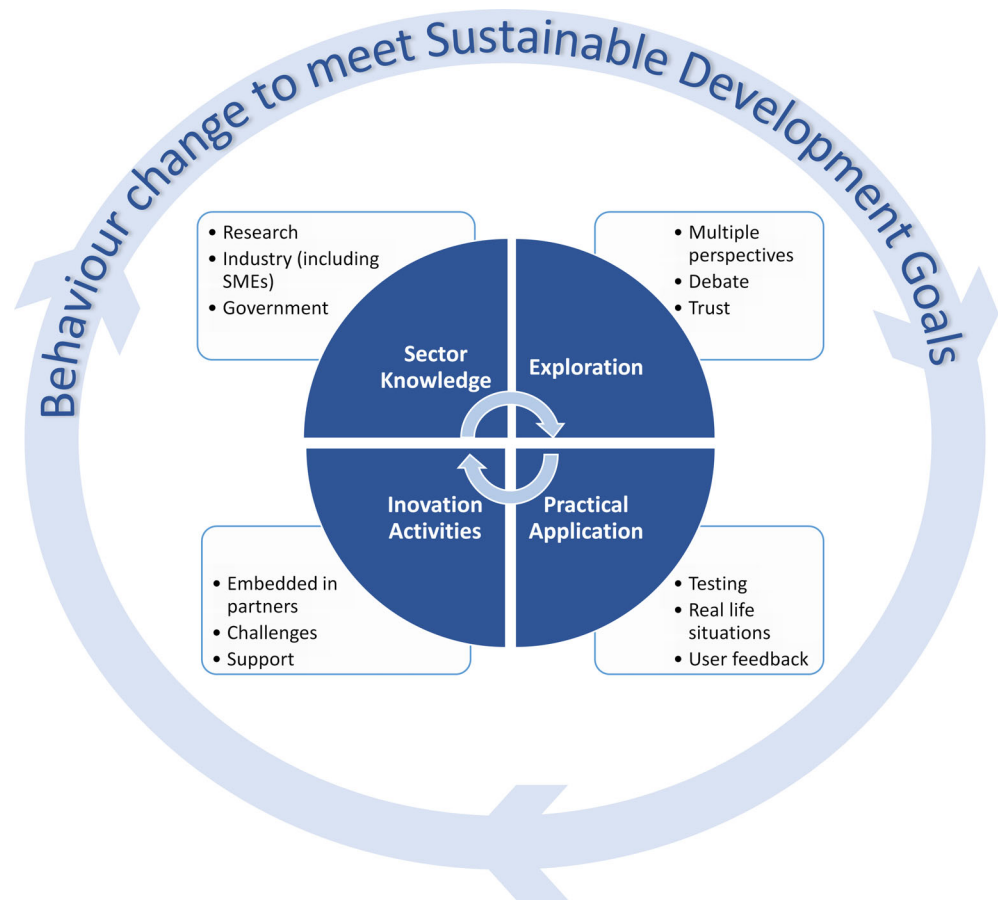 Behaviour change to meet Sustainable Development Goals
• Research
• Industry (including
SMEs)
• Government
• Multiple
perspectives
• Debate
• Trust
Sector
Knowledge
Exploration
Inovation
Activities
Practical
Application
• Embedded in
partners
• Challenges
• Support
• Testing
• Real life
situations
• User feedback